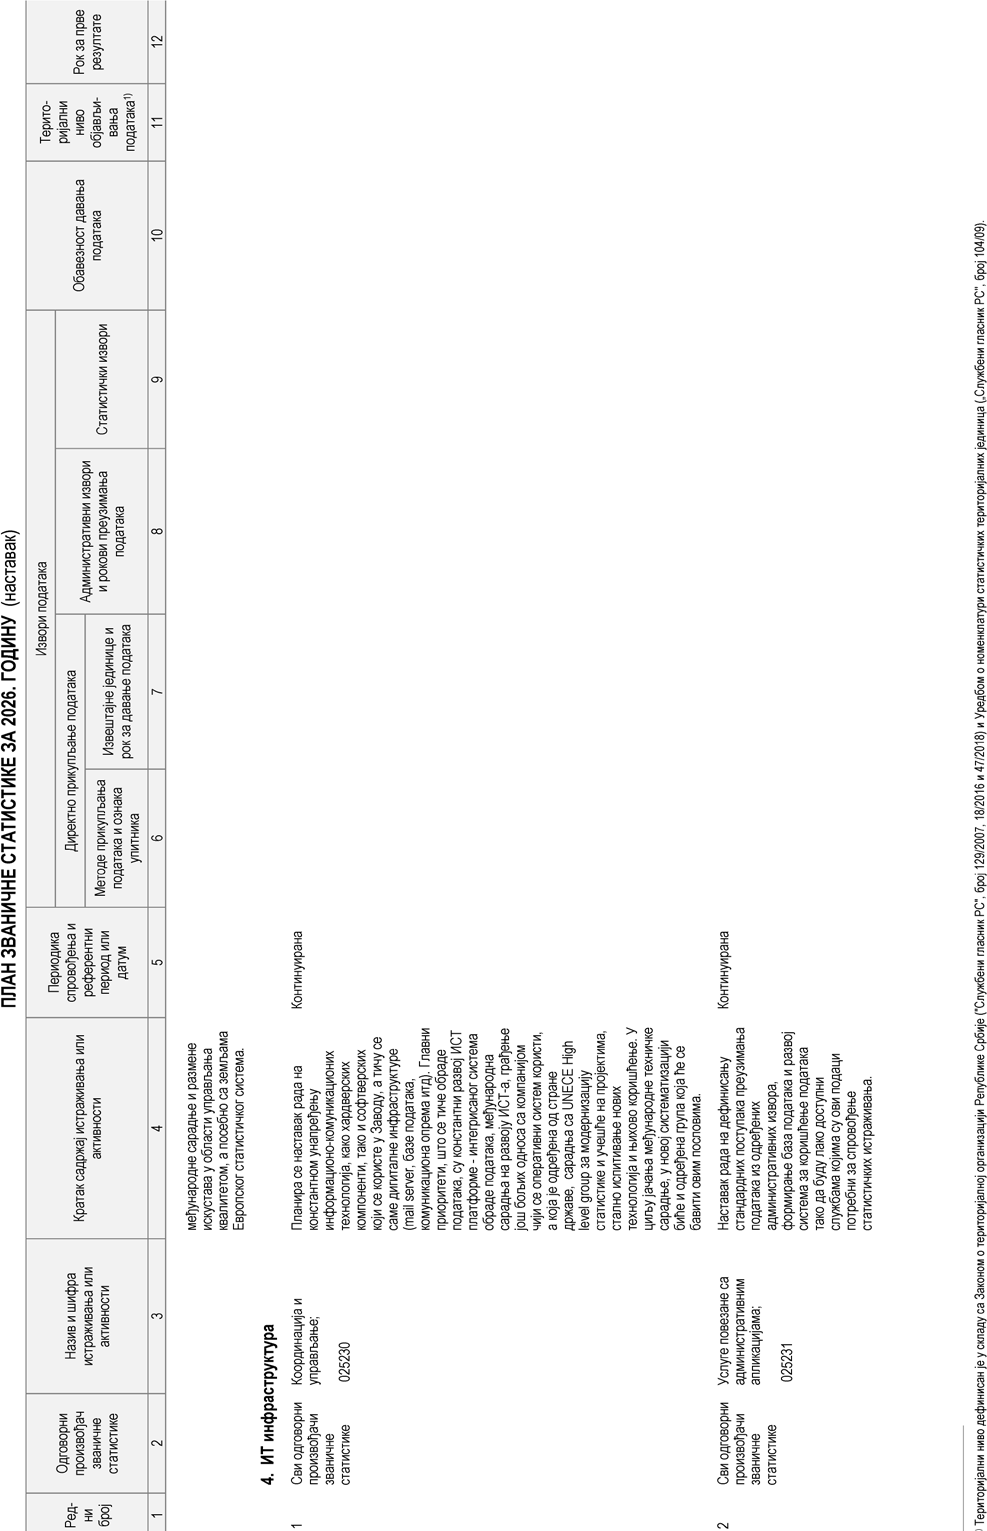 ПЛАН ЗВАНИЧНЕ СТАТИСТИКЕ ЗА 2026. ГОДИНУ (наставак)
Ред-
ни
број
Одговорни
произвођач
званичне
статистике
Назив и шифра
истраживања или
активности
Кратак садржај истраживања или
активности
Периодика
спровођења и
референтни
период или
датум
Извори података
Директно прикупљање података
Методе прикупљања
података и ознака
упитника
Извештајне јединице и
рок за давање података
Административни извори
и рокови преузимања
података
Статистички извори
Обавезност давања
података
Терито-
ријални
ниво
објављи-
вања
података1)
Рок за прве
резултате
1
2
3
4
5
6
7
8
9
10
11
12
међународне сарадње и размене
искустава у области управљања
квалитетом, а посебно са земљама
Европског статистичког система.
4. ИТ инфраструктура
1
Сви одговорни
произвођачи
званичне
статистике
Координација и
управљање;
025230
Планира се наставак рада на
константном унапређењу
информационо-комуникационих
технологија, како хардверских
компоненти, тако и софтверских
који се користе у Заводу, а тичу се
саме дигиталне инфраструктуре
(mail server, базе података,
комуникациона опрема итд). Главни
приоритети, што се тиче обраде
података, су константни развој ИСТ
платформе - интегрисаног система
обраде података, међународна
сарадња на развоју ИСТ-а, грађење
још бољих односа са компанијом
чији се оперативни систем користи,
а која је одређена од стране
државе, сарадња са UNECE High
level group за модернизацију
статистике и учешће на пројектима,
стално испитивање нових
технологија и њихово коришћење. У
циљу јачања међународне техничке
сарадње, у новој систематизацији
биће и одређена група која ће се
бавити овим пословима.
Континуирана
2
Сви одговорни
произвођачи
званичне
статистике
Услуге повезане са
административним
апликацијама;
025231
Наставак рада на дефинисању
стандардних поступака преузимања
података из одређених
административних извора,
формирање база података и развој
система за коришћење података
тако да буду лако доступни
службама којима су ови подаци
потребни за спровођење
статистичких истраживања.
Континуирана
) Територијални ниво дефинисан је у складу са Законом о територијалној организацији Републике Србије ("Службени гласник РС", број 129/2007, 18/2016 и 47/2018) и Уредбом о номенклатури статистичких територијалних јединица („Службени гласник РС", број 104/09).